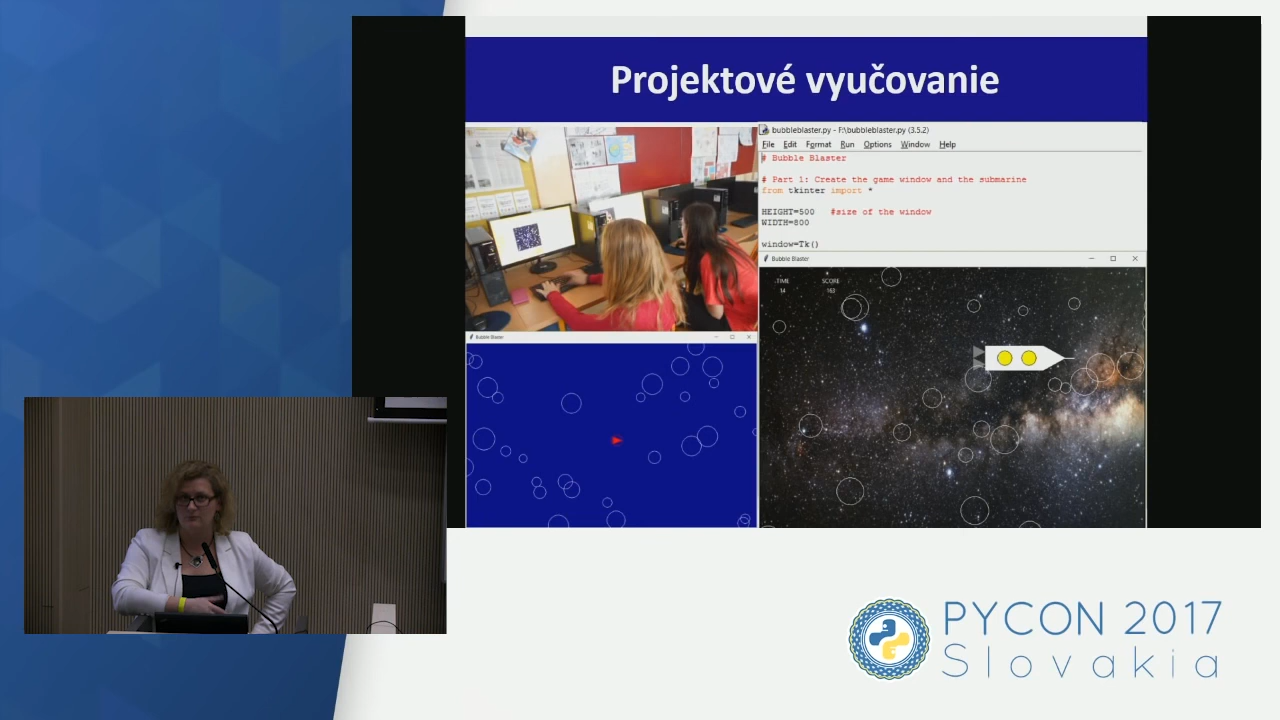 Projektové vyučovanie
bubbleblaster.py - F:\bubbleblaster.py (3.5.2)
File Edit Format Run Options Window Help
# Bubble Blaster
# Part 1: Create the game window and the submarine
from tkinter import *
HEIGHT=500 #size of the window
WIDTH=800
window=Tk()
Bubble Blaster
TIME SCORE
14 163
Bubble Blaster
PYCON 2017
Slovakia